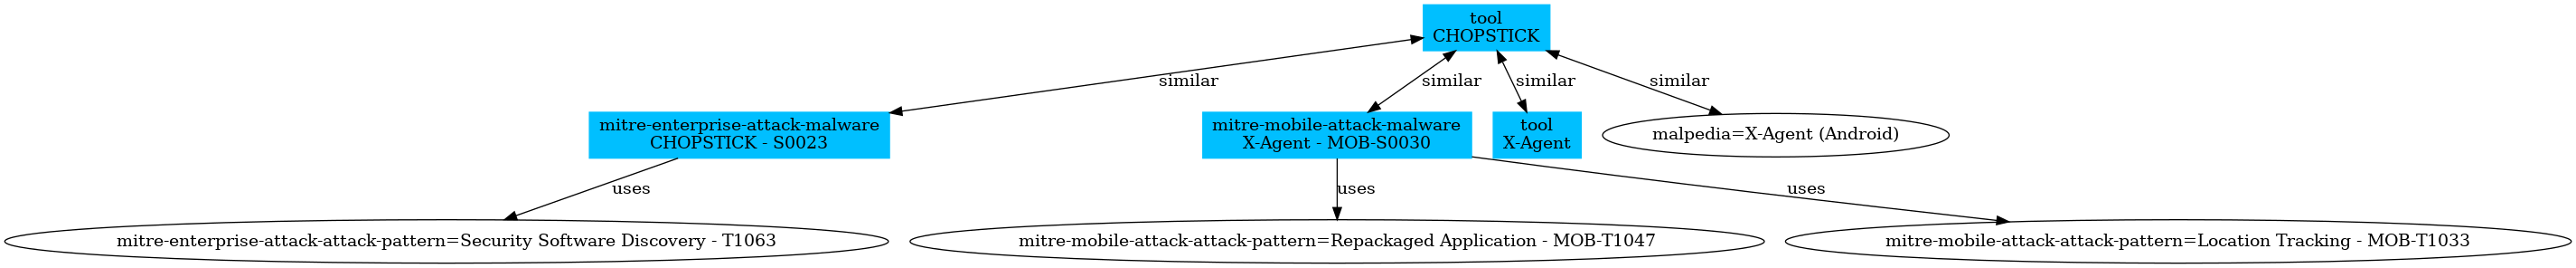 tool
CHOPSTICK
similar
similar
similar
similar
mitre-enterprise-attack-malware
CHOPSTICK - S0023
mitre-mobile-attack-malware
X-Agent - MOB-S0030
tool
X-Agent
malpedia=X-Agent (Android)
uses
uses
uses
mitre-enterprise-attack-attack-pattern=Security Software Discovery - T1063
mitre-mobile-attack-attack-pattern=Repackaged Application - MOB-T1047
mitre-mobile-attack-attack-pattern=Location Tracking - MOB-T1033